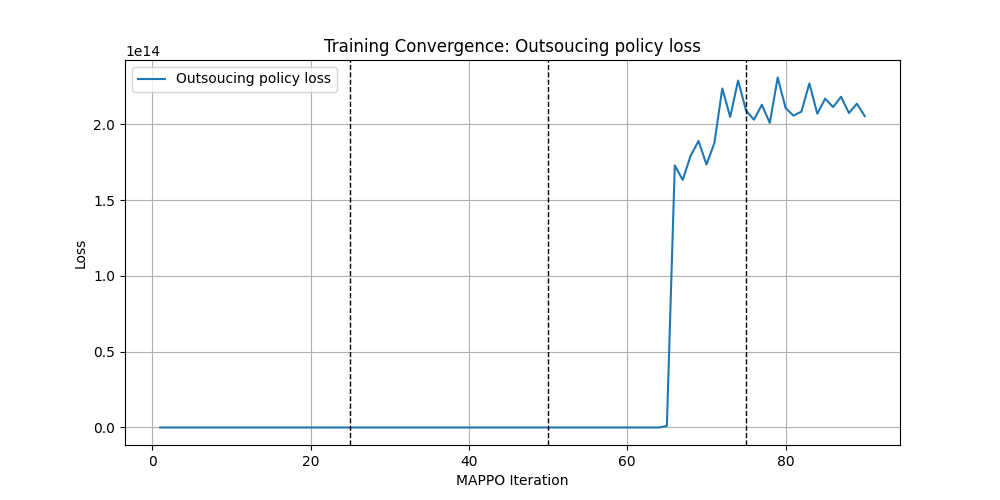 Training Convergence: Outsoucing policy loss
1e14
Outsoucing policy loss
2.0
1.5
1.0
0.5
0.0
Loss
0 20 40 60 80
MAPPO Iteration